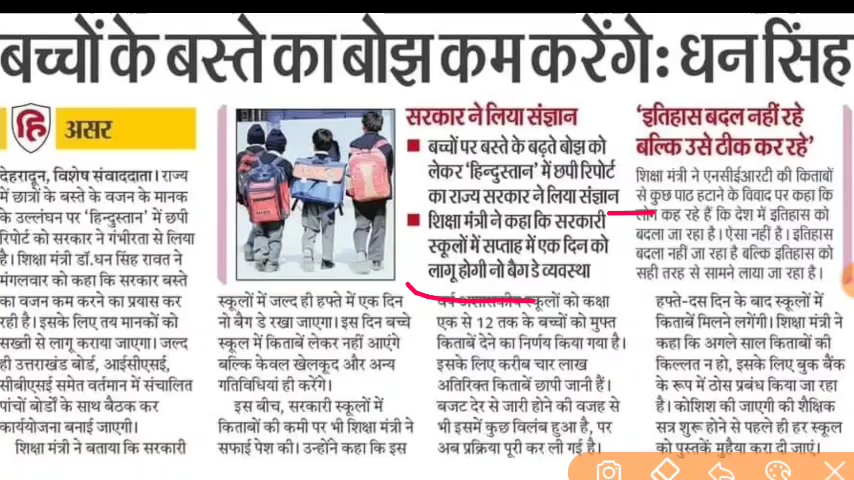 बच्चों के बस्ते का बोझ कम करेंगे: धन सिंह
हि असर
देहरादून, विशेष संवाददाता। राज्य
में छात्रों के बस्ते के वजन के मानक
के उल्लंघन पर 'हिन्दुस्तान' में छपी
रिपोर्ट को सरकार ने गंभीरता से लिया
है। शिक्षा मंत्री डॉ.धन सिंह रावत ने
मंगलवार को कहा कि सरकार बस्ते
का वजन कम करने का प्रयास कर
रही है। इसके लिए तय मानकों को
सख्ती से लागू कराया जाएगा। जल्द
ही उत्तराखंड बोर्ड, आईसीएसई,
सीबीएसई समेत वर्तमान में संचालित
पांचों बोर्डों के साथ बैठक कर
कार्ययोजना बनाई जाएगी।
शिक्षा मंत्री ने बताया कि सरकारी
स्कूलों में जल्द ही हफ्ते में एक दिन
नो बैग डे रखा जाएगा। इस दिन बच्चे
स्कूल में किताबें लेकर नहीं आएंगे
बल्कि केवल खेलकूद और अन्य
गतिविधियां ही करेंगे।
इस बीच, सरकारी स्कूलों में
किताबों की कमी पर भी शिक्षा मंत्री ने
सफाई पेश की। उन्होंने कहा कि इस
सरकार ने लिया संज्ञान
बच्चों पर बस्ते के बढ़ते बोझ को
लेकर 'हिन्दुस्तान' में छपी रिपोर्ट
का राज्य सरकार ने लिया संज्ञान
शिक्षा मंत्री ने कहा कि सरकारी
स्कूलों में सप्ताह में एक दिन को
लागू होगी नो बैग डे व्यवस्था
वर्ष अशासकीय स्कूलों को कक्षा
एक से 12 तक के बच्चों को मुफ्त
किताबें देने का निर्णय किया गया है।
इसके लिए करीब चार लाख
अतिरिक्त किताबें छापी जानी हैं।
बजट देर से जारी होने की वजह से
भी इसमें कुछ विलंब हुआ है, पर
अब प्रक्रिया पूरी कर ली गई है।
'इतिहास बदल नहीं रहे
बल्कि उसे ठीक कर रहे'
शिक्षा मंत्री ने एनसीईआरटी की किताबों
से कुछ पाठ हटाने के विवाद पर कहा कि
लोग कह रहे हैं कि देश में इतिहास को
बदला जा रहा है। ऐसा नहीं है। इतिहास
बदला नहीं जा रहा है बल्कि इतिहास को
सही तरह से सामने लाया जा रहा है।
हफ्ते-दस दिन के बाद स्कूलों में
किताबें मिलने लगेंगी। शिक्षा मंत्री ने
कहा कि अगले साल किताबों की
किल्लत न हो, इसके लिए बुक बैंक
के रूप में ठोस प्रबंध किया जा रहा
है। कोशिश की जाएगी की शैक्षिक
सत्र शुरू होने से पहले ही हर स्कूल
को पुस्तकें मुहैया करा दी जाएं।